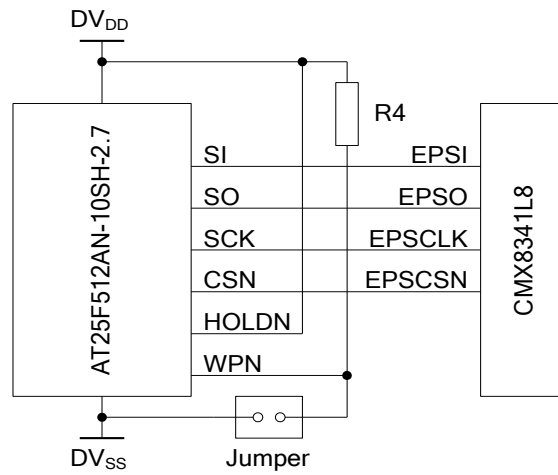 DVDD
R4
AT25F512AN-10SH-2.7
CMX8341L8
SI EPSI
SO EPSO
SCK EPSCLK
CSN EPSCSN
HOLDN
WPN
DVSS
Jumper